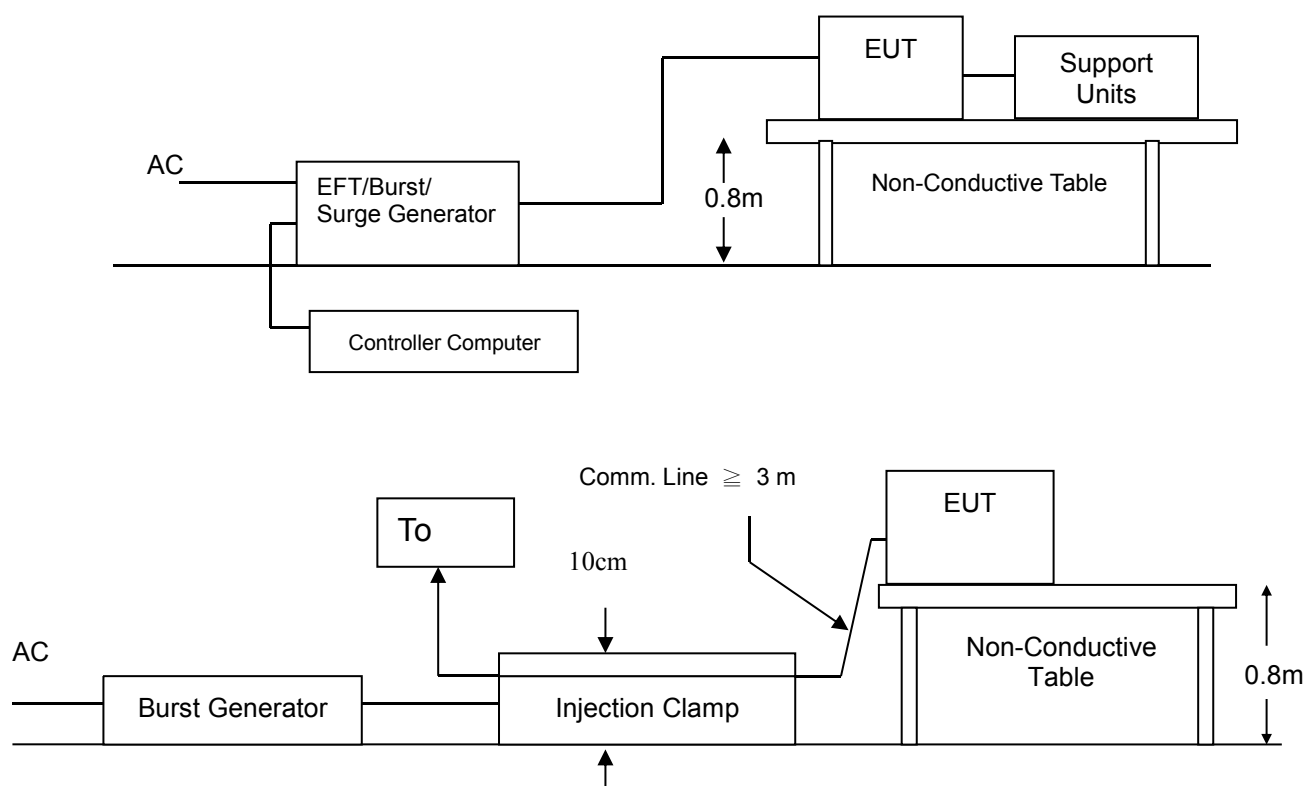 EUT
Support
Units
AC
EFT/Burst/
Surge Generator
0.8m
Non-Conductive Table
Controller Computer
Comm. Line ≧ 3 m
EUT
To
10cm
AC
Non-Conductive
Table
0.8m
Burst Generator
Injection Clamp